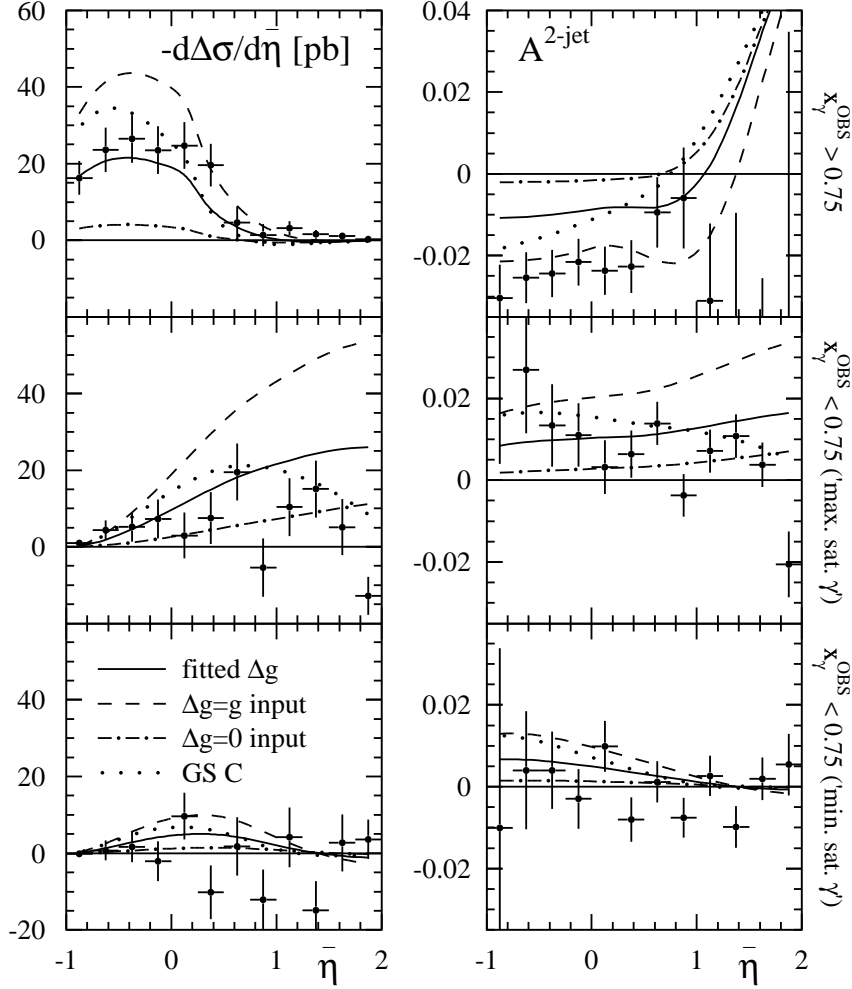 60
40
20
0
-dΔσ/dη̅ [pb]
0.04
0.02
0
-0.02
A^2-jet
x_γ^OBS > 0.75
40
20
0
0.02
0
-0.02
x_γ^OBS < 0.75 ('max. sat. γ')
40
20
0
-20
fitted Δg
Δg=g input
Δg=0 input
GS C
0.02
0
-0.02
x_γ^OBS < 0.75 ('min. sat. γ')
-1 0 1 2
η̅
-1 0 1 2
η̅